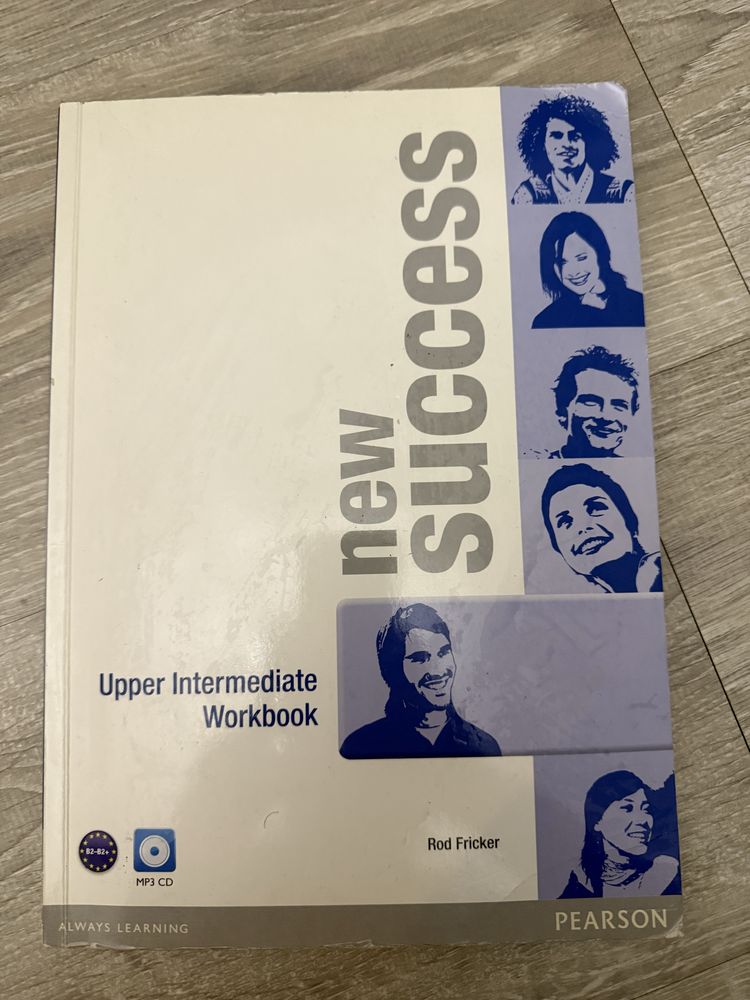 new
success
Upper Intermediate
Workbook
Rod Fricker
B2-B2+
MP3 CD
ALWAYS LEARNING
PEARSON